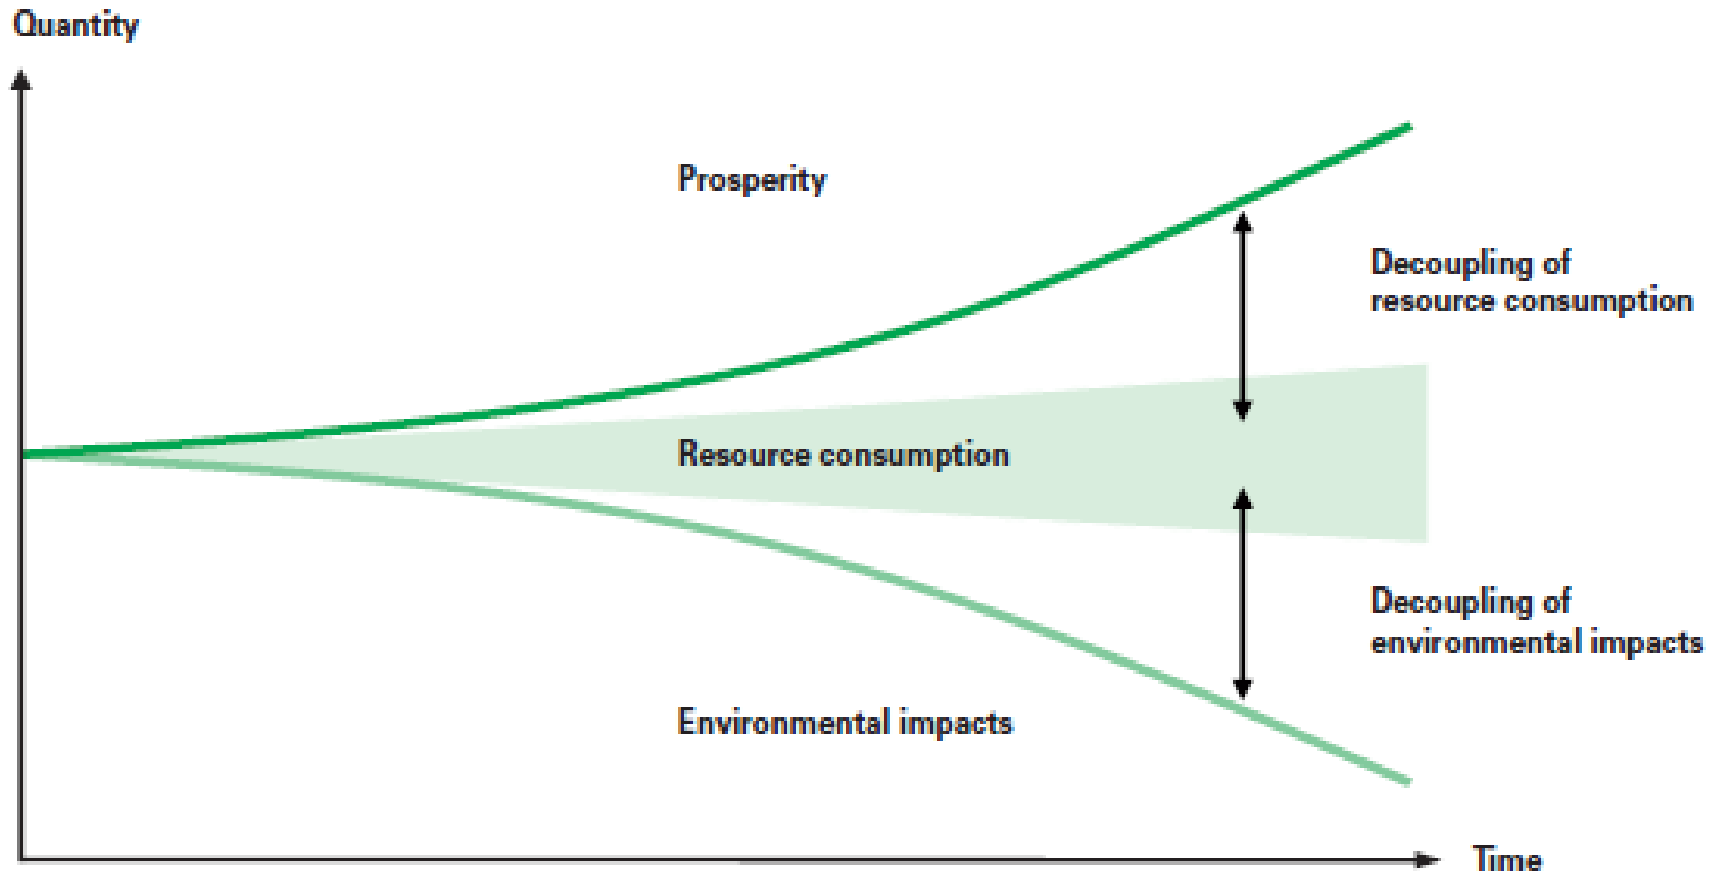 Quantity
Prosperity
Decoupling of
resource consumption
Resource consumption
Decoupling of
environmental impacts
Environmental impacts
Time